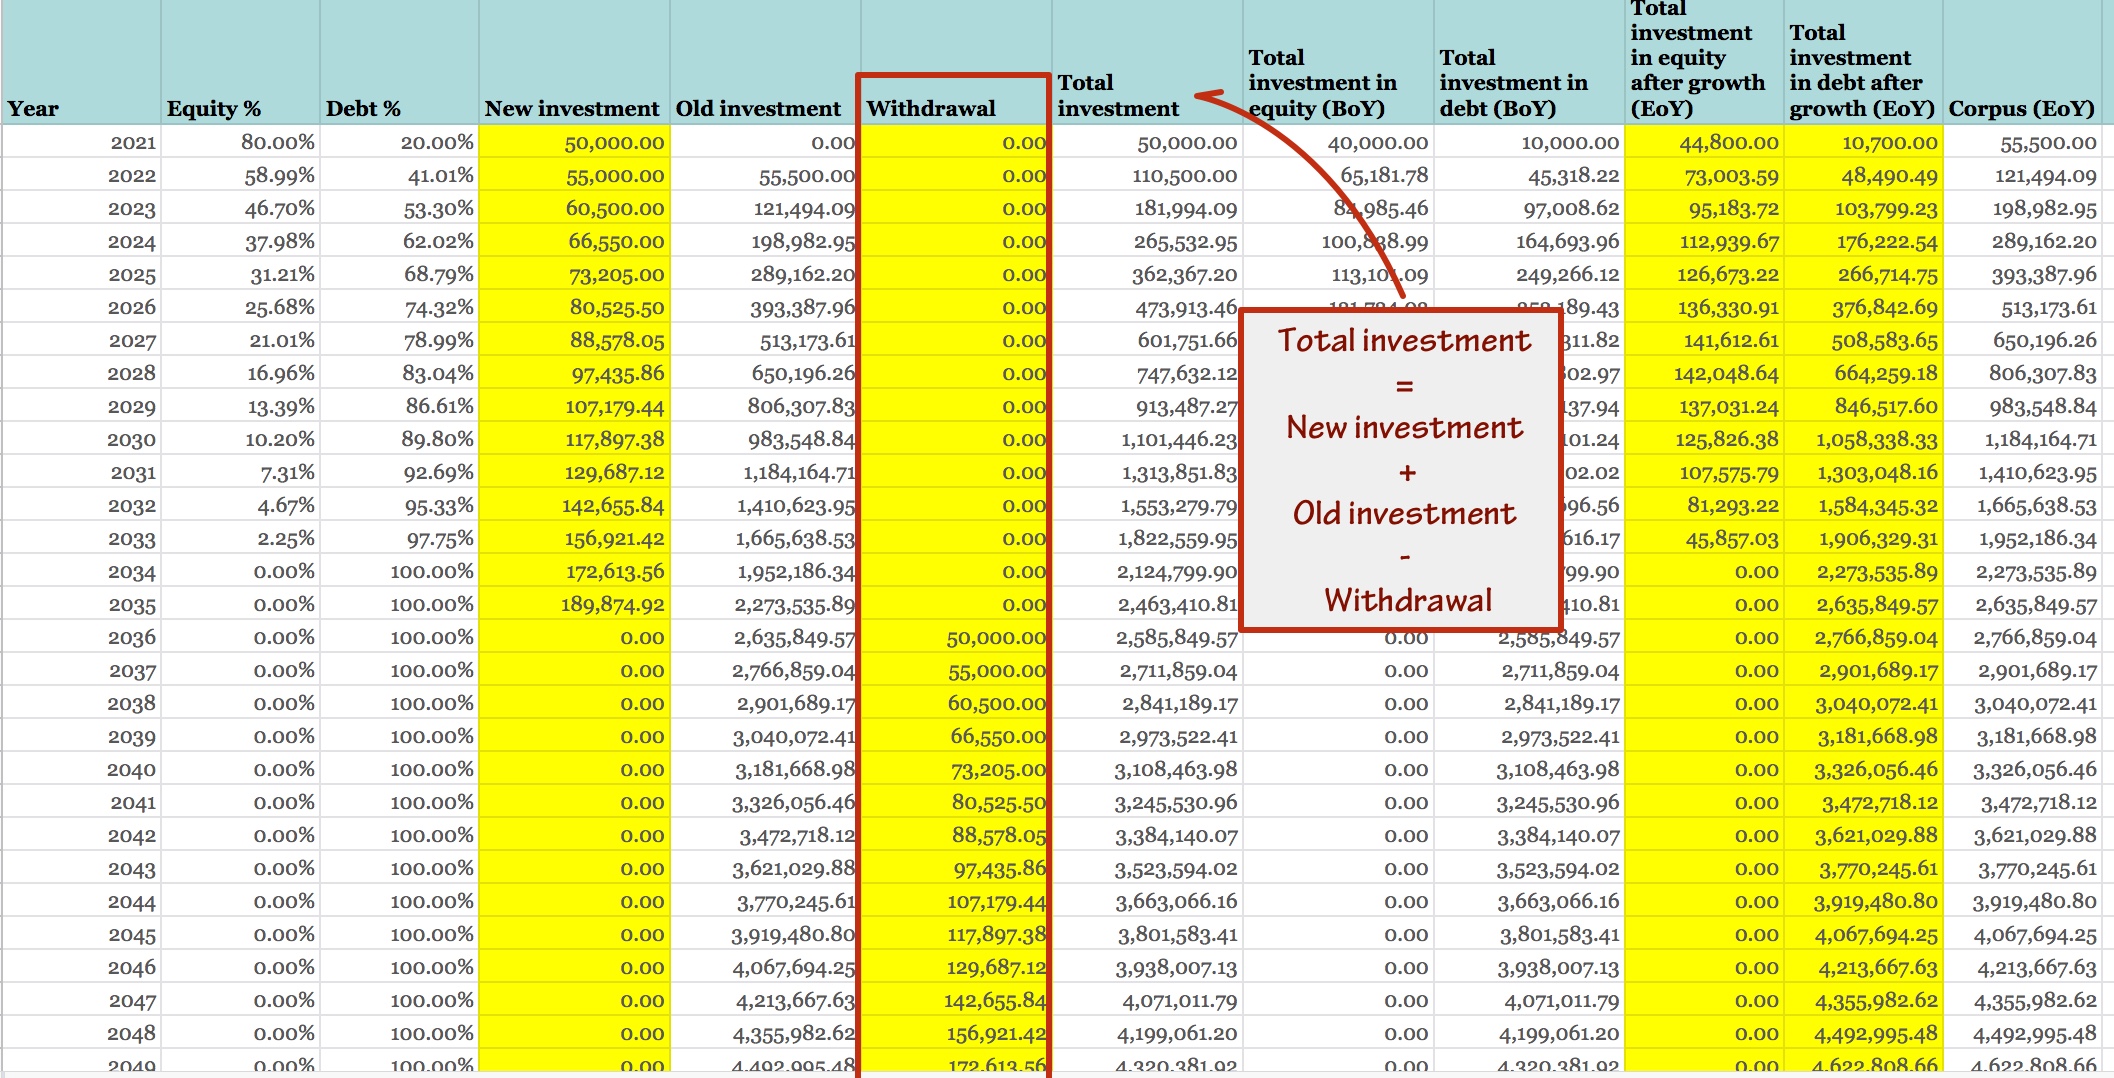 Year Equity % Debt % New investment Old investment Withdrawal Total investment Total investment in equity (BoY) Total investment in debt (BoY) Total investment in equity after growth (EoY) Total investment in debt after growth (EoY) Corpus (EoY)
2021 80.00% 20.00% 50,000.00 0.00 0.00 50,000.00 40,000.00 10,000.00 44,800.00 10,700.00 55,500.00
2022 58.99% 41.01% 55,000.00 55,500.00 0.00 110,500.00 65,181.78 45,318.22 73,003.59 48,490.49 121,494.09
2023 46.70% 53.30% 60,500.00 121,494.09 0.00 181,994.09 84,985.46 97,008.62 95,183.72 103,799.23 198,982.95
2024 37.98% 62.02% 66,550.00 198,982.95 0.00 265,532.95 100,838.99 164,693.96 112,939.67 176,222.54 289,162.20
2025 31.21% 68.79% 73,205.00 289,162.20 0.00 362,367.20 113,101.09 249,266.12 126,673.22 266,714.75 393,387.96
2026 25.68% 74.32% 80,525.50 393,387.96 0.00 473,913.46 136,330.91 376,842.69 513,173.61
2027 21.01% 78.99% 88,578.05 513,173.61 0.00 601,751.66 311.82 141,612.61 508,583.65 650,196.26
2028 16.96% 83.04% 97,435.86 650,196.26 0.00 747,632.12 02.97 142,048.64 664,259.18 806,307.83
2029 13.39% 86.61% 107,179.44 806,307.83 0.00 913,487.27 137.94 137,031.24 846,517.60 983,548.84
2030 10.20% 89.80% 117,897.38 983,548.84 0.00 1,101,446.23 101.24 125,826.38 1,058,338.33 1,184,164.71
2031 7.31% 92.69% 129,687.12 1,184,164.71 0.00 1,313,851.83 02.02 107,575.79 1,303,048.16 1,410,623.95
2032 4.67% 95.33% 142,655.84 1,410,623.95 0.00 1,553,279.79 96.56 81,293.22 1,584,345.32 1,665,638.53
2033 2.25% 97.75% 156,921.42 1,665,638.53 0.00 1,822,559.95 616.17 45,857.03 1,906,329.31 1,952,186.34
2034 0.00% 100.00% 172,613.56 1,952,186.34 0.00 2,124,799.90 799.90 0.00 2,273,535.89 2,273,535.89
2035 0.00% 100.00% 189,874.92 2,273,535.89 0.00 2,463,410.81 410.81 0.00 2,635,849.57 2,635,849.57
2036 0.00% 100.00% 0.00 2,635,849.57 50,000.00 2,585,849.57 0.00 2,585,849.57 0.00 2,766,859.04 2,766,859.04
2037 0.00% 100.00% 0.00 2,766,859.04 55,000.00 2,711,859.04 0.00 2,711,859.04 0.00 2,901,689.17 2,901,689.17
2038 0.00% 100.00% 0.00 2,901,689.17 60,500.00 2,841,189.17 0.00 2,841,189.17 0.00 3,040,072.41 3,040,072.41
2039 0.00% 100.00% 0.00 3,040,072.41 66,550.00 2,973,522.41 0.00 2,973,522.41 0.00 3,181,668.98 3,181,668.98
2040 0.00% 100.00% 0.00 3,181,668.98 73,205.00 3,108,463.98 0.00 3,108,463.98 0.00 3,326,056.46 3,326,056.46
2041 0.00% 100.00% 0.00 3,326,056.46 80,525.50 3,245,530.96 0.00 3,245,530.96 0.00 3,472,718.12 3,472,718.12
2042 0.00% 100.00% 0.00 3,472,718.12 88,578.05 3,384,140.07 0.00 3,384,140.07 0.00 3,621,029.88 3,621,029.88
2043 0.00% 100.00% 0.00 3,621,029.88 97,435.86 3,523,594.02 0.00 3,523,594.02 0.00 3,770,245.61 3,770,245.61
2044 0.00% 100.00% 0.00 3,770,245.61 107,179.44 3,663,066.16 0.00 3,663,066.16 0.00 3,919,480.80 3,919,480.80
2045 0.00% 100.00% 0.00 3,919,480.80 117,897.38 3,801,583.41 0.00 3,801,583.41 0.00 4,067,694.25 4,067,694.25
2046 0.00% 100.00% 0.00 4,067,694.25 129,687.12 3,938,007.13 0.00 3,938,007.13 0.00 4,213,667.63 4,213,667.63
2047 0.00% 100.00% 0.00 4,213,667.63 142,655.84 4,071,011.79 0.00 4,071,011.79 0.00 4,355,982.62 4,355,982.62
2048 0.00% 100.00% 0.00 4,355,982.62 156,921.42 4,199,061.20 0.00 4,199,061.20 0.00 4,492,995.48 4,492,995.48
2049 0.00% 100.00% 0.00 4,492,995.48 172,613.56 4,320,381.92 0.00 4,320,381.92 0.00 4,622,808.66 4,622,808.66
Total investment
=
New investment
+
Old investment
-
Withdrawal